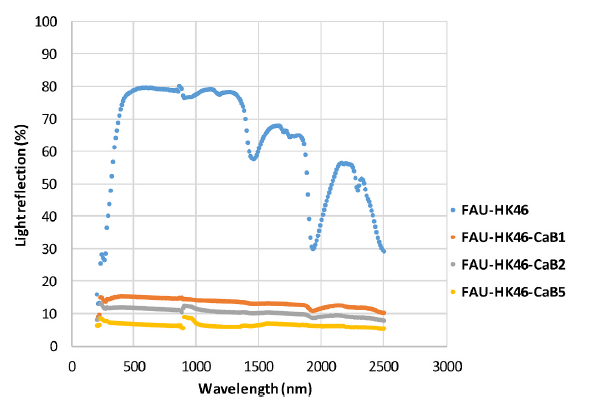 100
90
80
70
60
50
40
30
20
10
0
Light reflection (%)
0 500 1000 1500 2000 2500 3000
Wavelength (nm)
FAU-HK46
FAU-HK46-CaB1
FAU-HK46-CaB2
FAU-HK46-CaB5